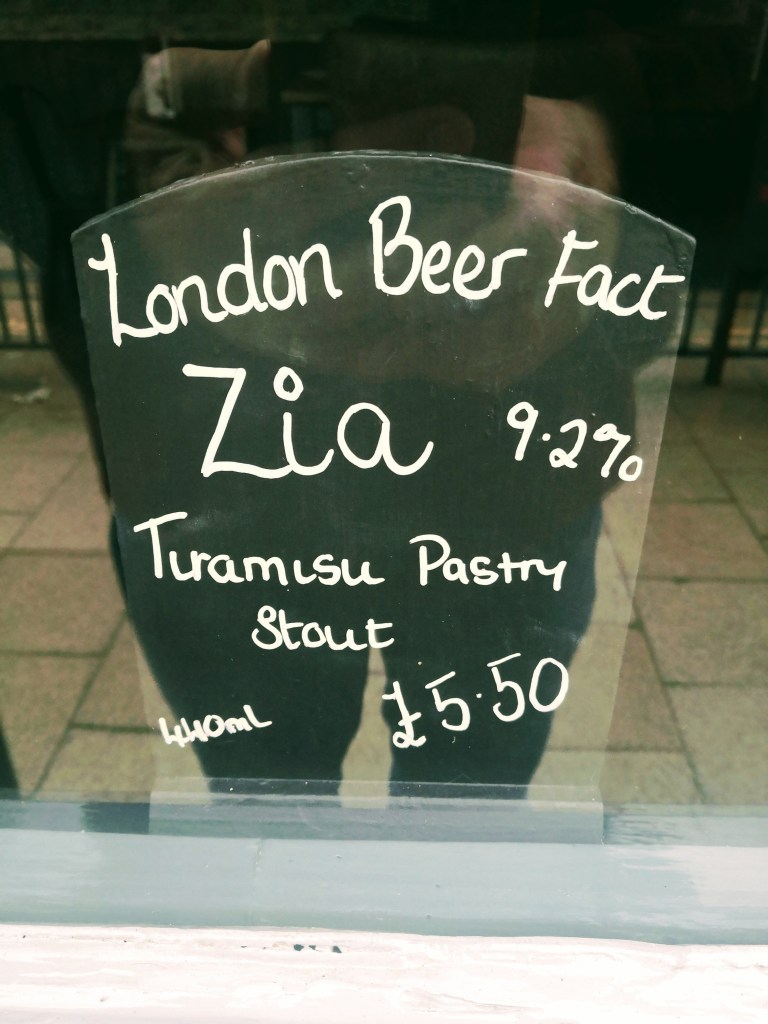 London Beer Fact
Zia 9.2%
Tiramisu Pastry
Stout
440ml £5.50